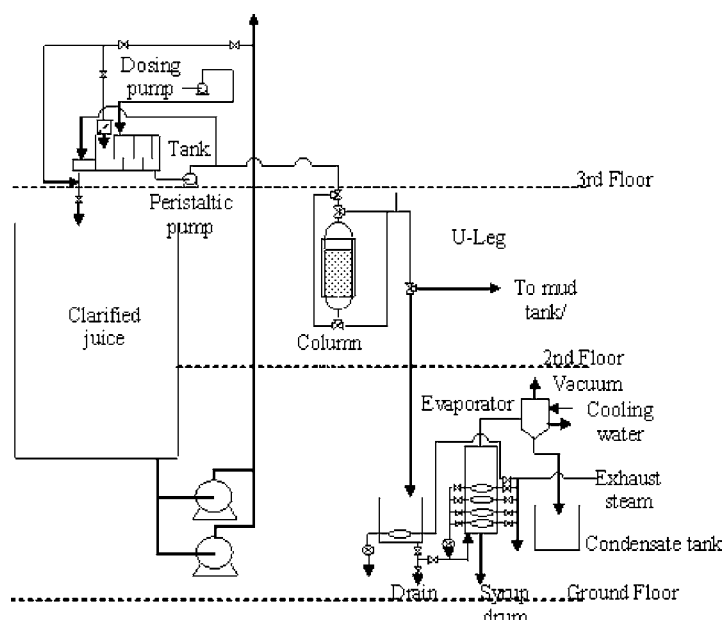 Dosing
pump
Tank
3rd Floor
Peristaltic
pump
U-Leg
Clarified
juice
To mud
tank/
Column
2nd Floor
Vacuum
Evaporator
Cooling
water
Exhaust
steam
Condensate tank
Drain
Syrup
drum
Ground Floor